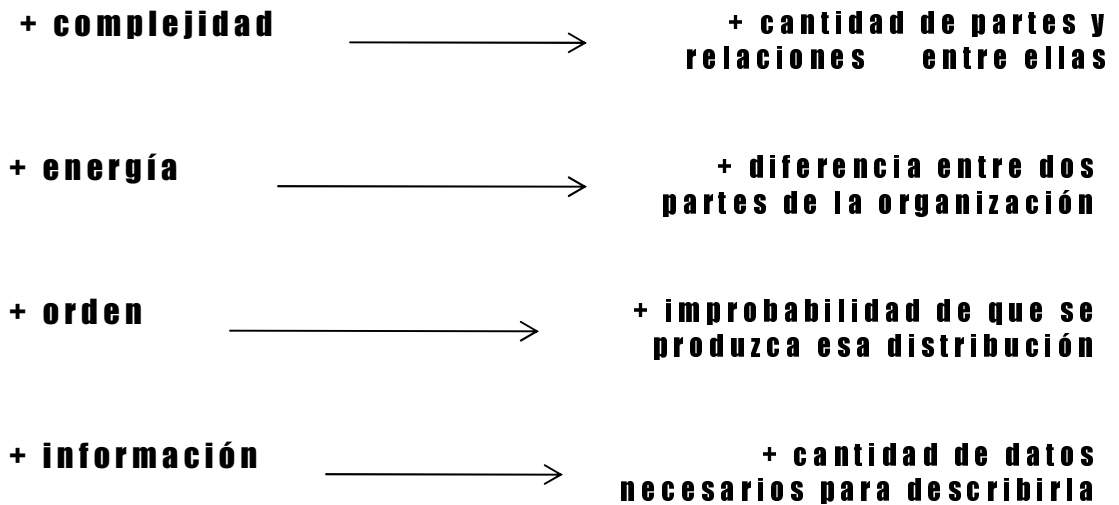 + complejidad
+ cantidad de partes y
relaciones entre ellas
+ energía
+ diferencia entre dos
partes de la organización
+ orden
+ improbabilidad de que se
produzca esa distribución
+ información
+ cantidad de datos
necesarios para describirla